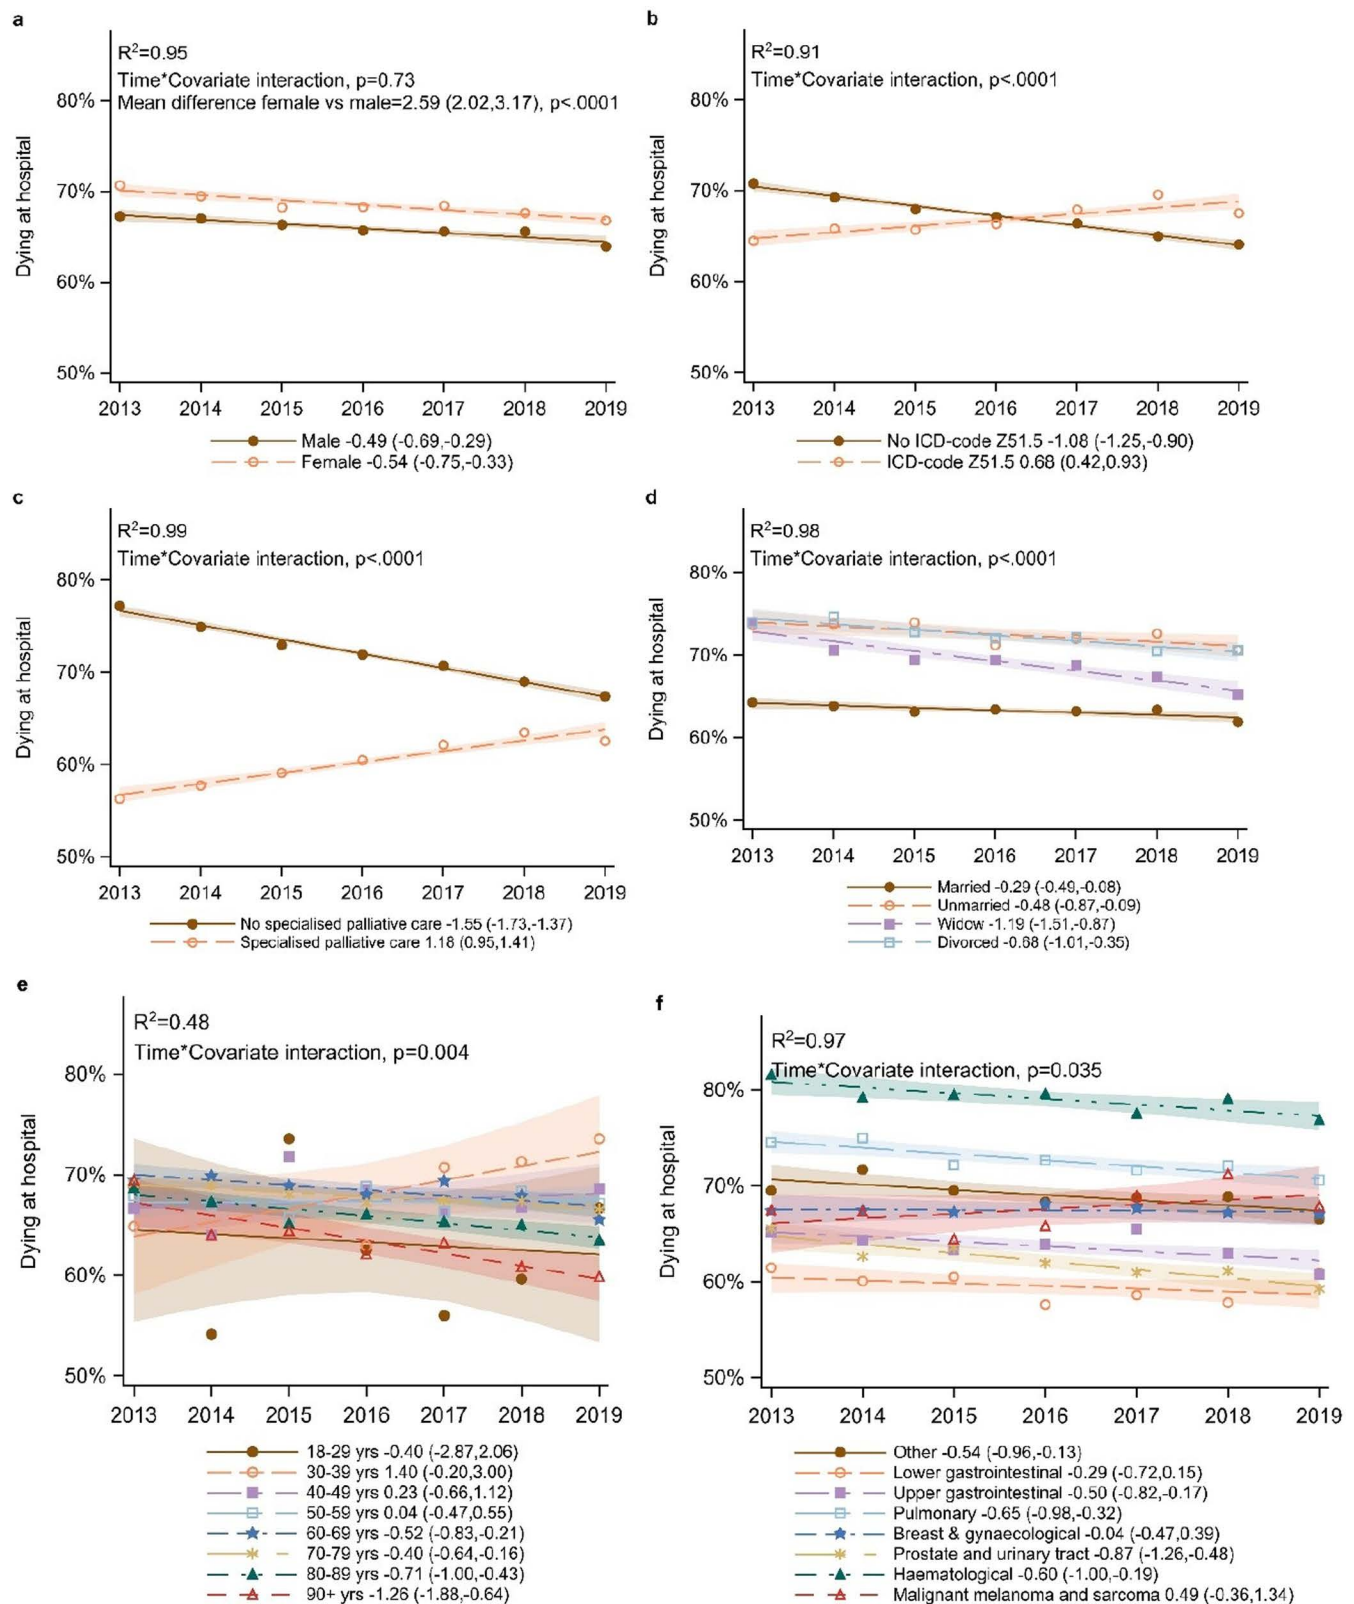 a
R²=0.95
Time*Covariate interaction, p=0.73
Mean difference female vs male=2.59 (2.02,3.17), p<.0001
80%
70%
60%
50%
Dying at hospital
2013 2014 2015 2016 2017 2018 2019
Male -0.49 (-0.69,-0.29)
Female -0.54 (-0.75,-0.33)
b
R²=0.91
Time*Covariate interaction, p<.0001
80%
70%
60%
50%
Dying at hospital
2013 2014 2015 2016 2017 2018 2019
No ICD-code Z51.5 -1.08 (-1.25,-0.90)
ICD-code Z51.5 0.68 (0.42,0.93)
c
R²=0.99
Time*Covariate interaction, p<.0001
80%
70%
60%
50%
Dying at hospital
2013 2014 2015 2016 2017 2018 2019
No specialised palliative care -1.55 (-1.73,-1.37)
Specialised palliative care 1.18 (0.95,1.41)
d
R²=0.98
Time*Covariate interaction, p<.0001
80%
70%
60%
50%
Dying at hospital
2013 2014 2015 2016 2017 2018 2019
Married -0.29 (-0.49,-0.08)
Unmarried -0.48 (-0.87,-0.09)
Widow -1.19 (-1.51,-0.87)
Divorced -0.68 (-1.01,-0.35)
e
R²=0.48
Time*Covariate interaction, p=0.004
80%
70%
60%
50%
Dying at hospital
2013 2014 2015 2016 2017 2018 2019
18-29 yrs -0.40 (-2.87,2.06)
30-39 yrs 1.40 (-0.20,3.00)
40-49 yrs 0.23 (-0.66,1.12)
50-59 yrs 0.04 (-0.47,0.55)
60-69 yrs -0.52 (-0.83,-0.21)
70-79 yrs -0.40 (-0.64,-0.16)
80-89 yrs -0.71 (-1.00,-0.43)
90+ yrs -1.26 (-1.88,-0.64)
f
R²=0.97
Time*Covariate interaction, p=0.035
80%
70%
60%
50%
Dying at hospital
2013 2014 2015 2016 2017 2018 2019
Other -0.54 (-0.96,-0.13)
Lower gastrointestinal -0.29 (-0.72,0.15)
Upper gastrointestinal -0.50 (-0.82,-0.17)
Pulmonary -0.65 (-0.98,-0.32)
Breast & gynaecological -0.04 (-0.47,0.39)
Prostate and urinary tract -0.87 (-1.26,-0.48)
Haematological -0.60 (-1.00,-0.19)
Malignant melanoma and sarcoma 0.49 (-0.36,1.34)